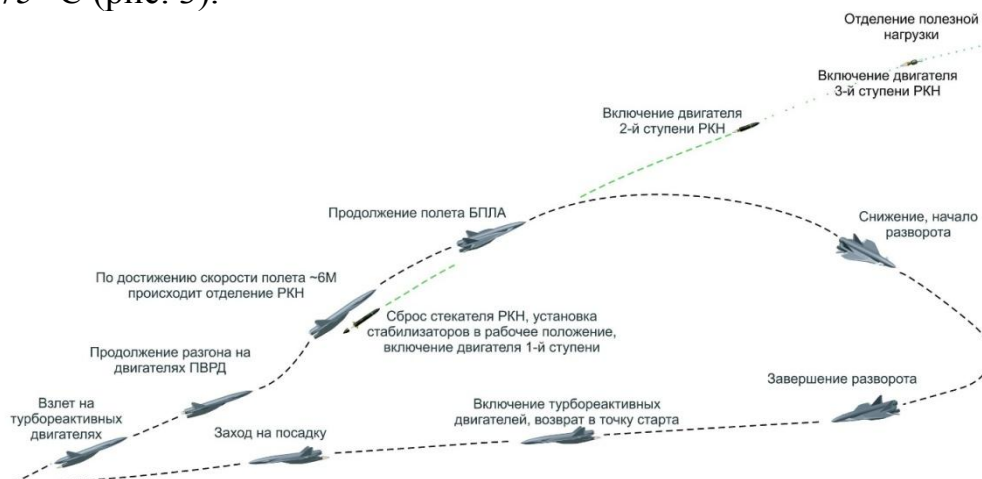 75 °С (рис. 3).
Отделение полезной
нагрузки
Включение двигателя
3-й ступени РКН
Включение двигателя
2-й ступени РКН
Продолжение полета БПЛА
Снижение, начало
разворота
По достижению скорости полета ~6М
происходит отделение РКН
Сброс стекателя РКН, установка
стабилизаторов в рабочее положение,
включение двигателя 1-й ступени
Продолжение разгона на
двигателях ПВРД
Завершение разворота
Взлет на
турбореактивных
двигателях
Заход на посадку
Включение турбореактивных
двигателей, возврат в точку старта